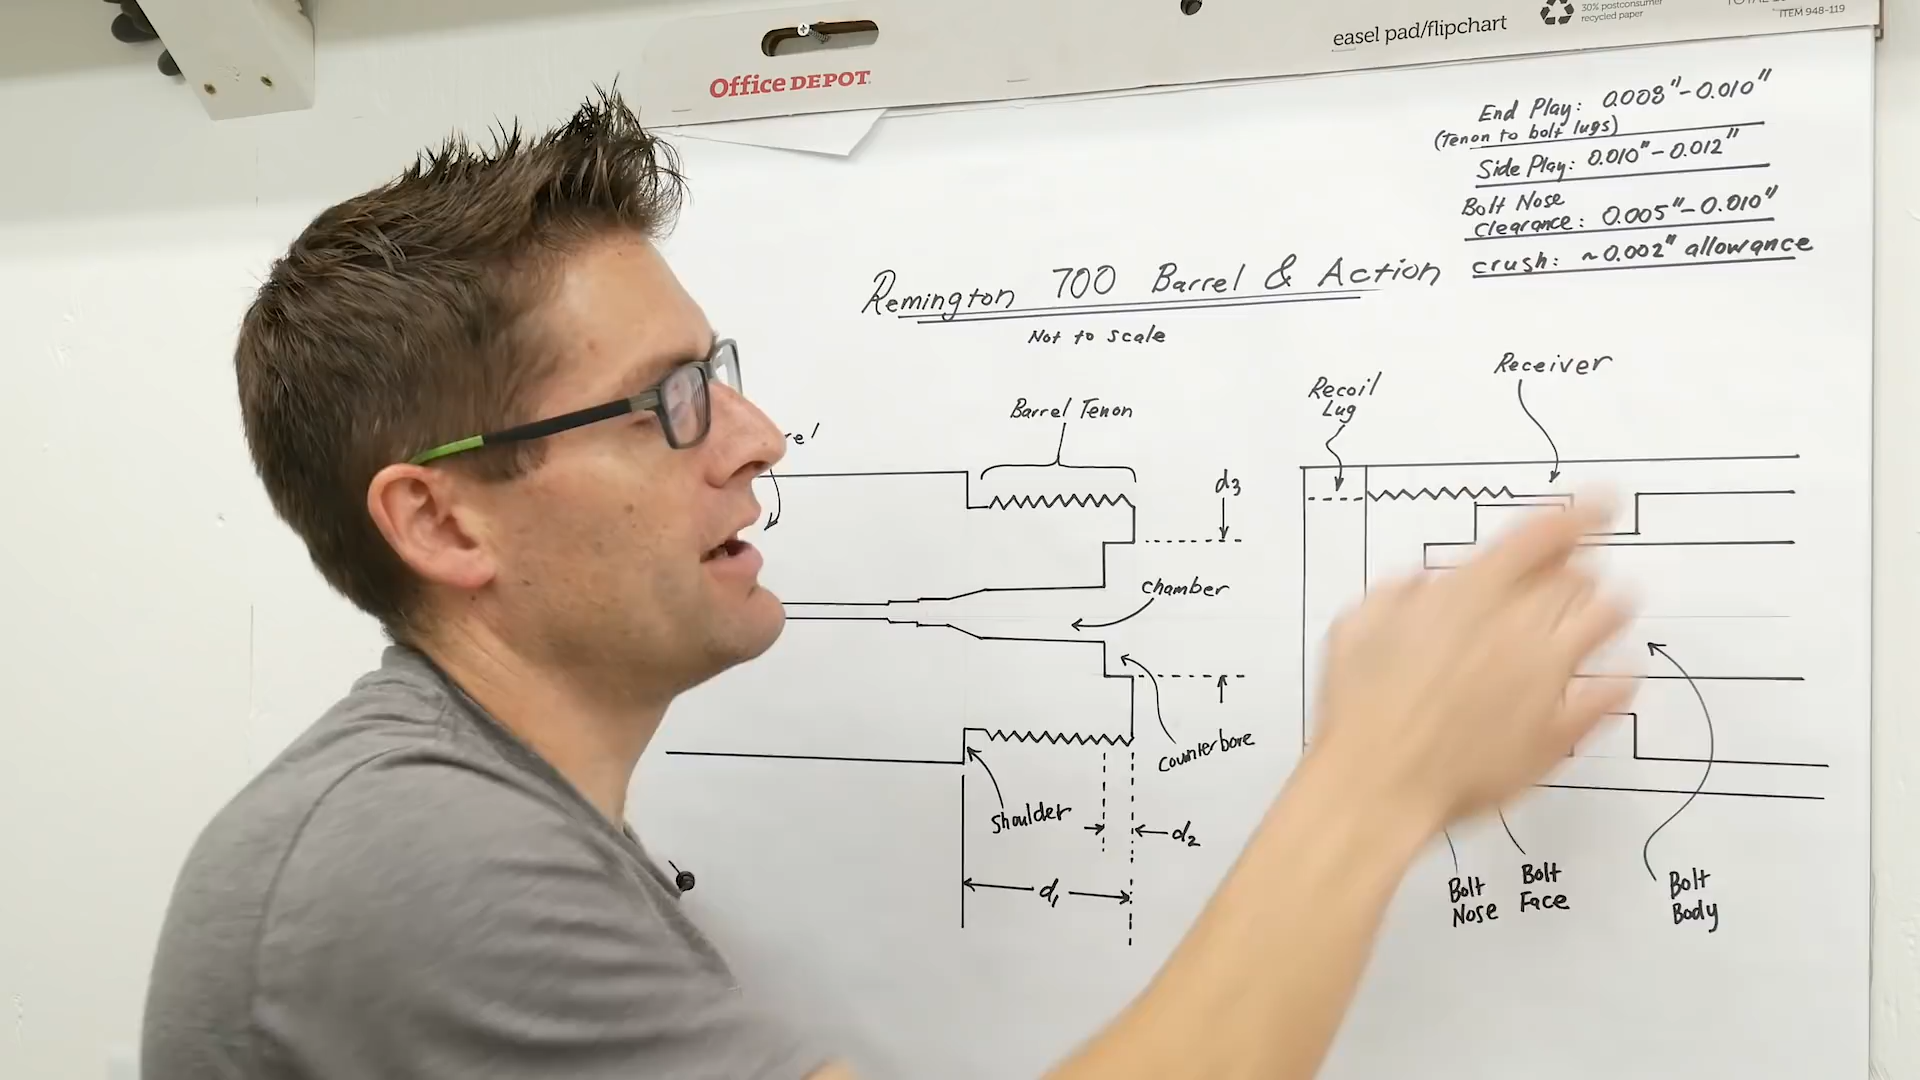 30% postconsumer
recycled paper
ITEM 948-119
easel pad/flipchart
Office DEPOT
End Play: 0.008"-0.010"
(Tenon to bolt lugs)
Side Play: 0.010"-0.012"
Bolt Nose
Clearance: 0.005"-0.010"
crush: ~0.002" allowance
Remington 700 Barrel & Action
Not to scale
Barrel Tenon
d3
chamber
counterbore
shoulder
d2
d1
Recoil
Lug
Receiver
Bolt
Nose
Bolt
Face
Bolt
Body